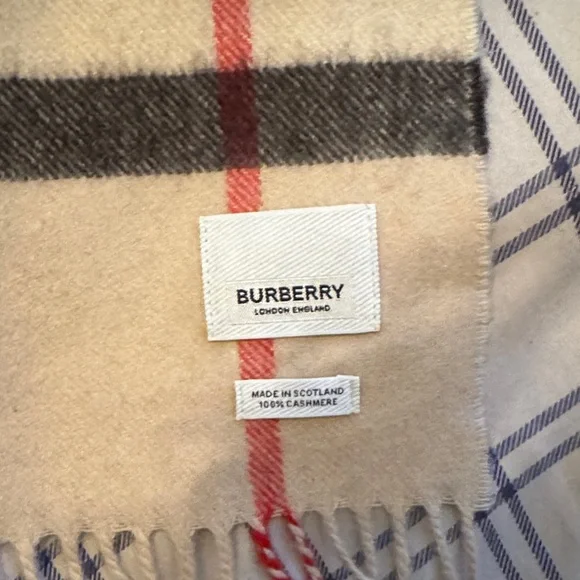 BURBERRY
LONDON ENGLAND
MADE IN SCOTLAND
100% CASHMERE